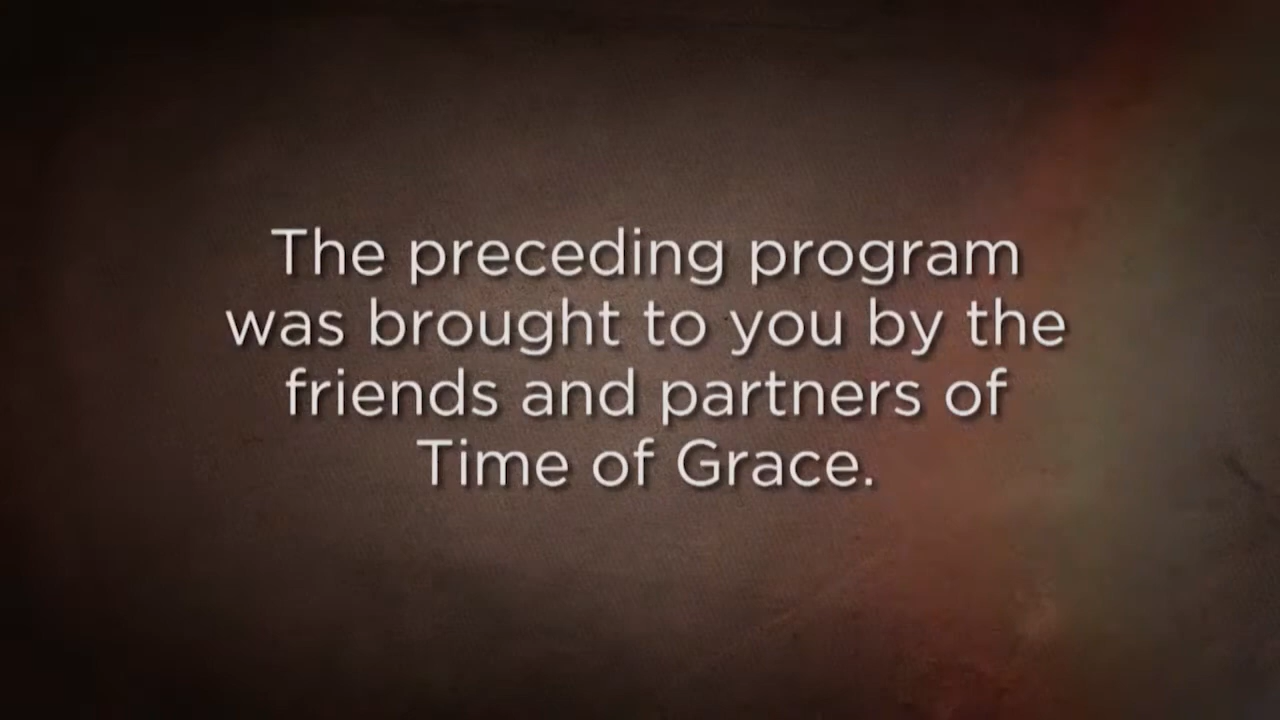 The preceding program
was brought to you by the
friends and partners of
Time of Grace.